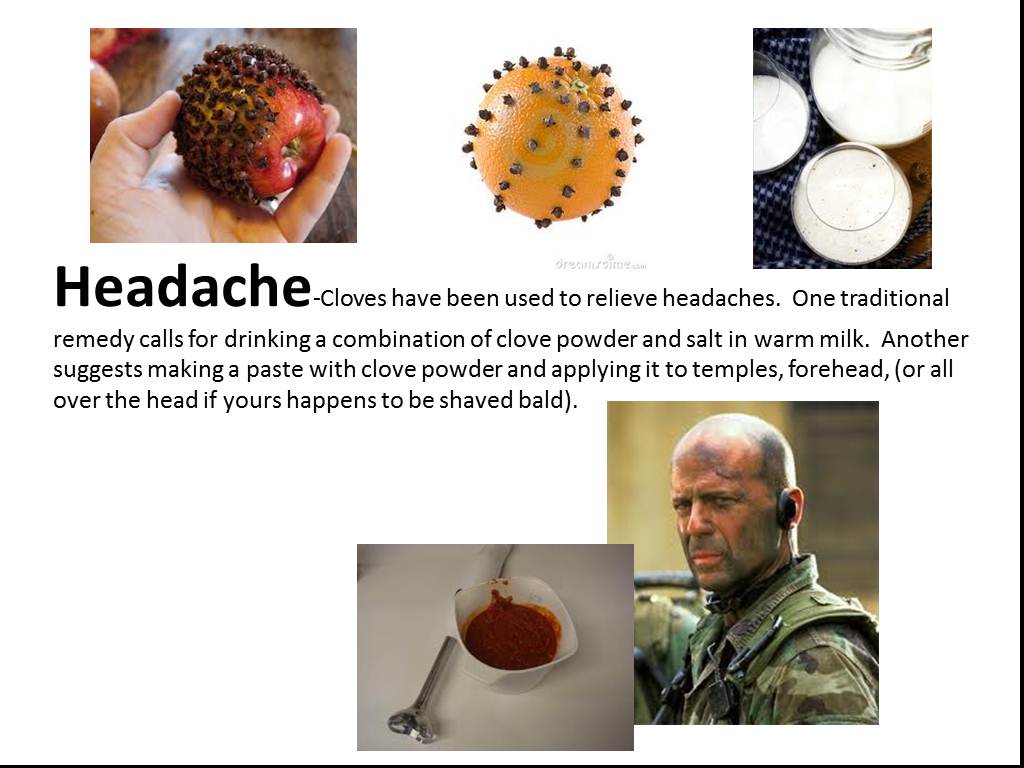 dreamstime.com
Headache-Cloves have been used to relieve headaches.  One traditional
remedy calls for drinking a combination of clove powder and salt in warm milk.  Another
suggests making a paste with clove powder and applying it to temples, forehead, (or all
over the head if yours happens to be shaved bald).